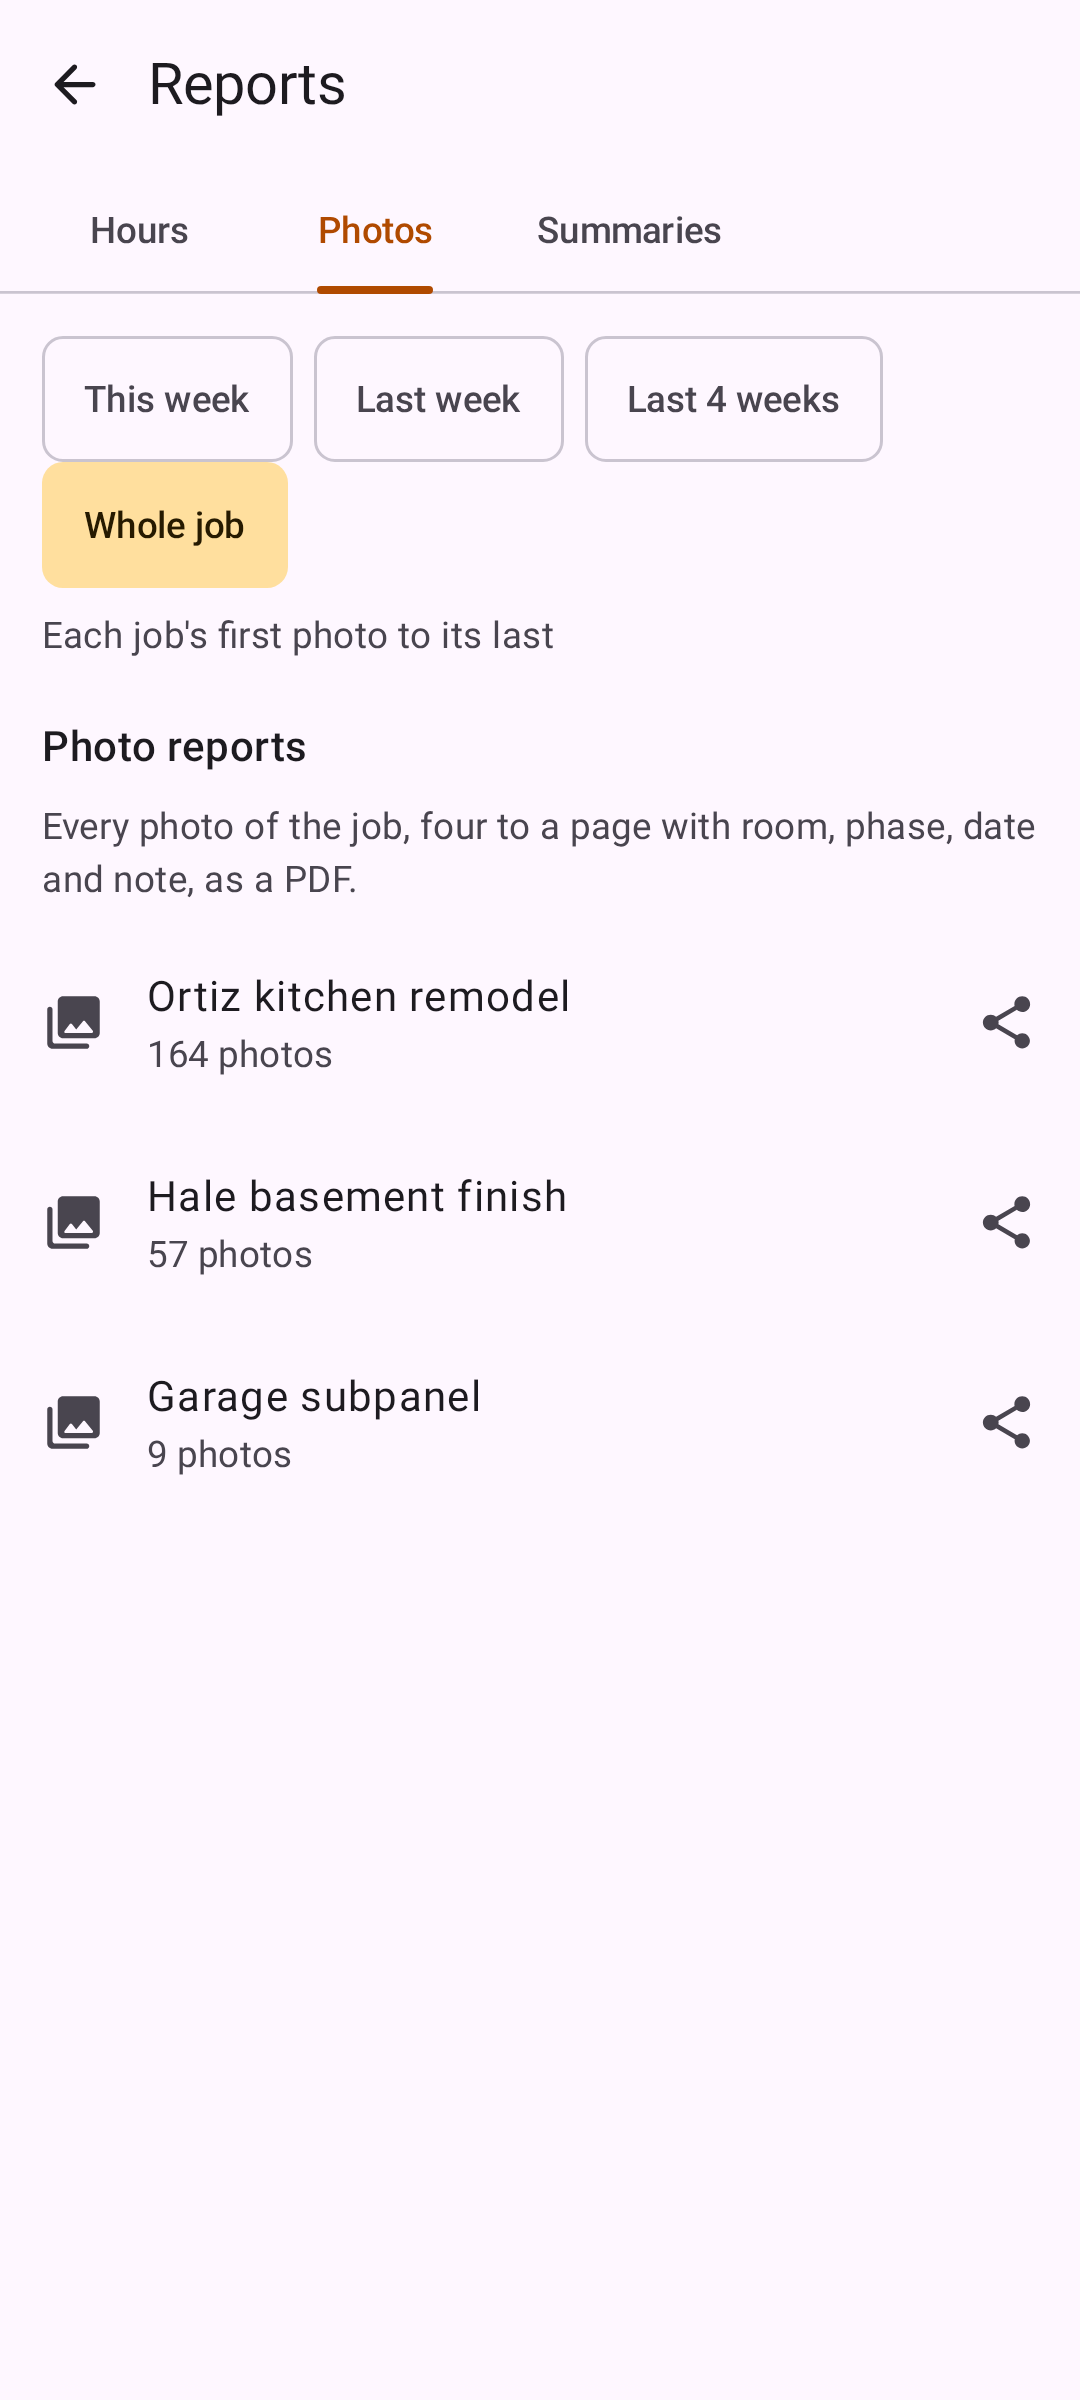 Reports
Hours Photos Summaries
This week Last week Last 4 weeks
Whole job
Each job's first photo to its last
Photo reports
Every photo of the job, four to a page with room, phase, date
and note, as a PDF.
Ortiz kitchen remodel
164 photos
Hale basement finish
57 photos
Garage subpanel
9 photos